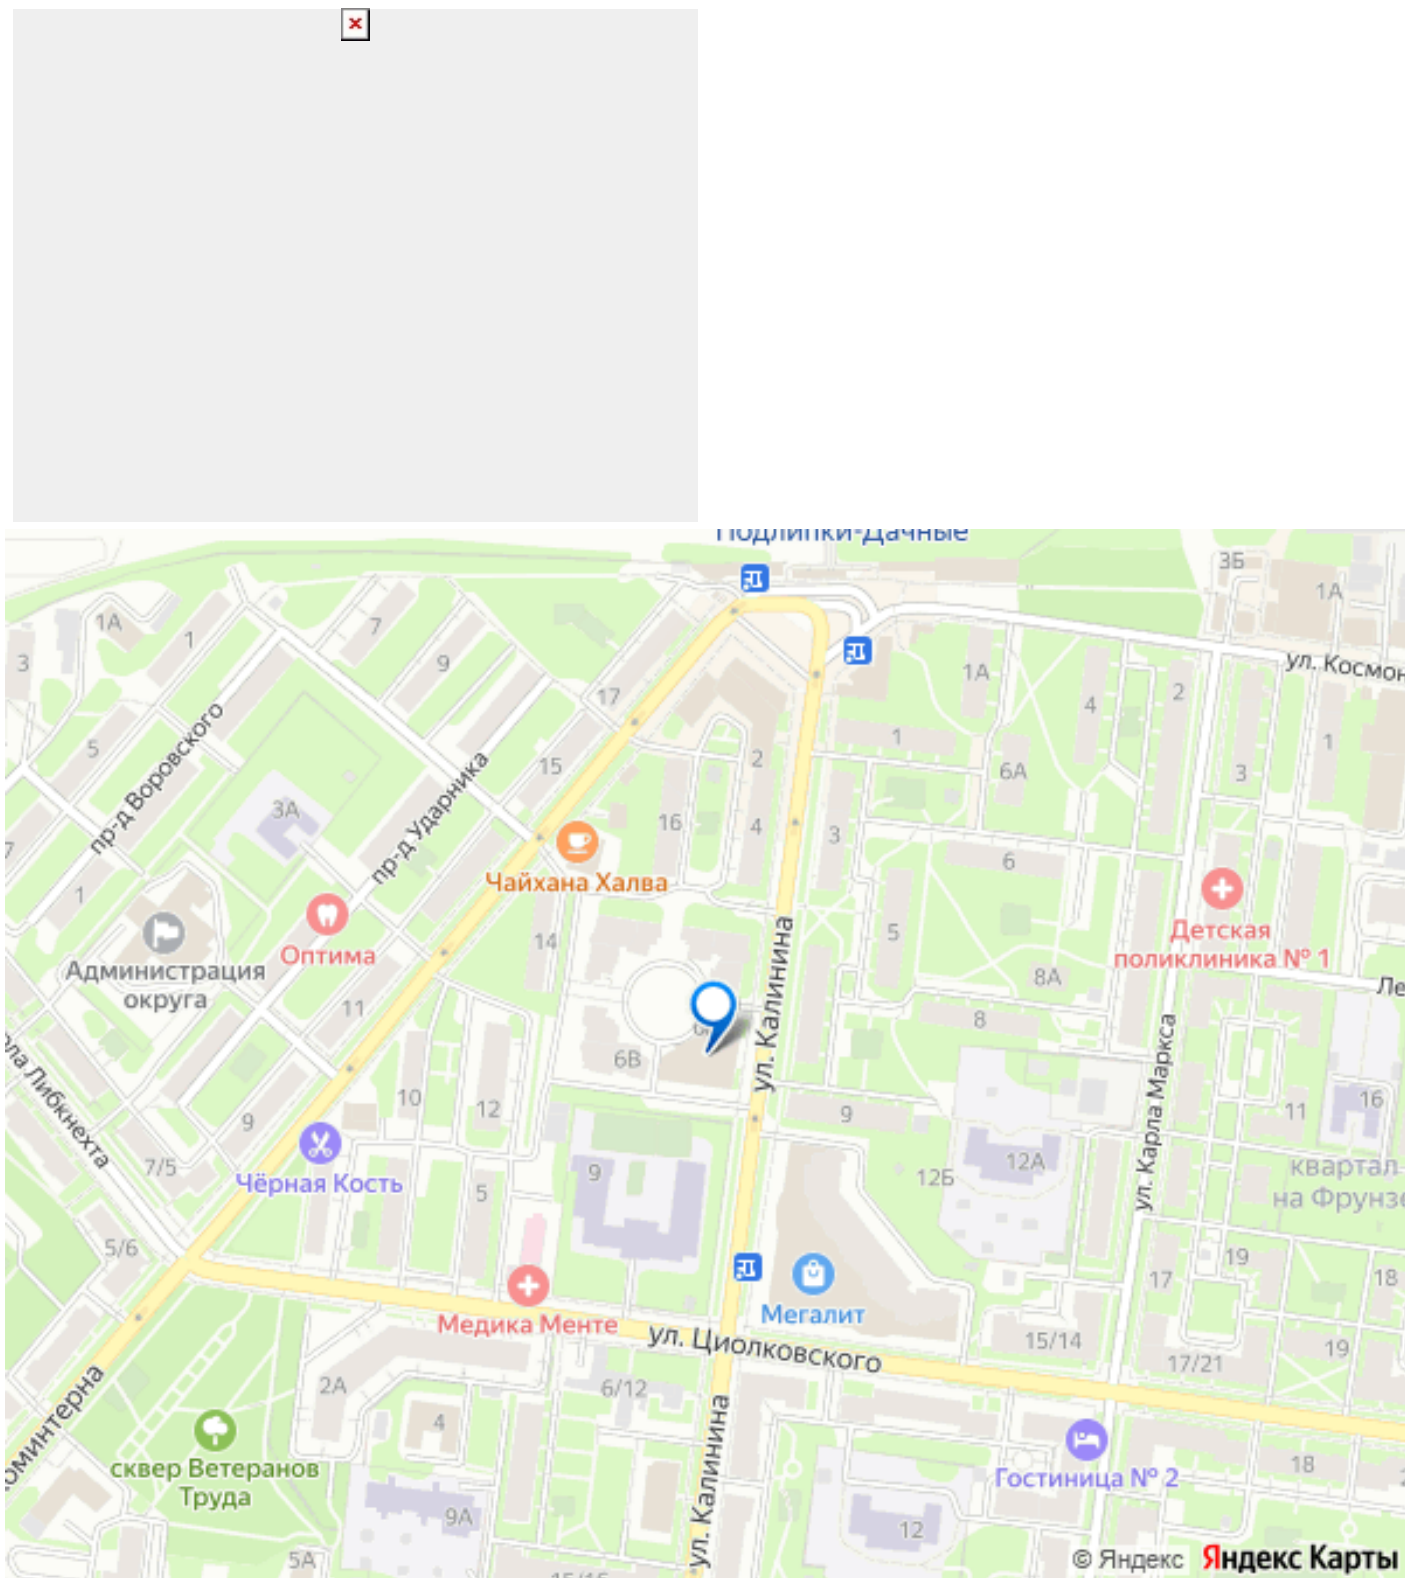 Подлипки-Дачные
3Б
1А
1А
7
1
3
9
ул. Космон
1А
2
4
17
пр-д Воровского
5
1
1
2
15
6А
3
пр-д Ударника
3А
16
4
3
6
7
Чайхана Халва
1
Оптима
ул. Калинина
5
Детская
поликлиника № 1
14
Администрация
округа
8А
Ле
11
8
6В
ла Либкнехта
ул. Карла Маркса
10
12
9
11
16
9
7/5
Чёрная Кость
5
9
12Б
12А
квартал
на Фрунзе
5/6
19
17
18
Мегалит
Медика Менте
ул. Циолковского
15/14
17/21
19
2А
6/12
4
оминтерна
сквер Ветеранов
Труда
ул. Калинина
Гостиница № 2
18
9А
12
5А
© Яндекс Яндекс Карты